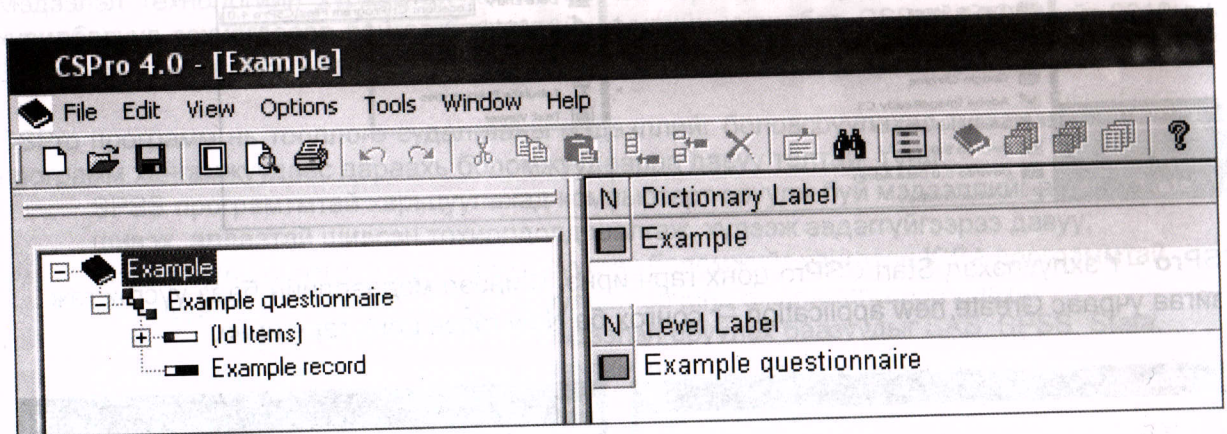 CSPro 4.0 - [Example]
File Edit View Options Tools Window Help
Example
Example questionnaire
(Id Items)
Example record
N Dictionary Label
Example
N Level Label
Example questionnaire